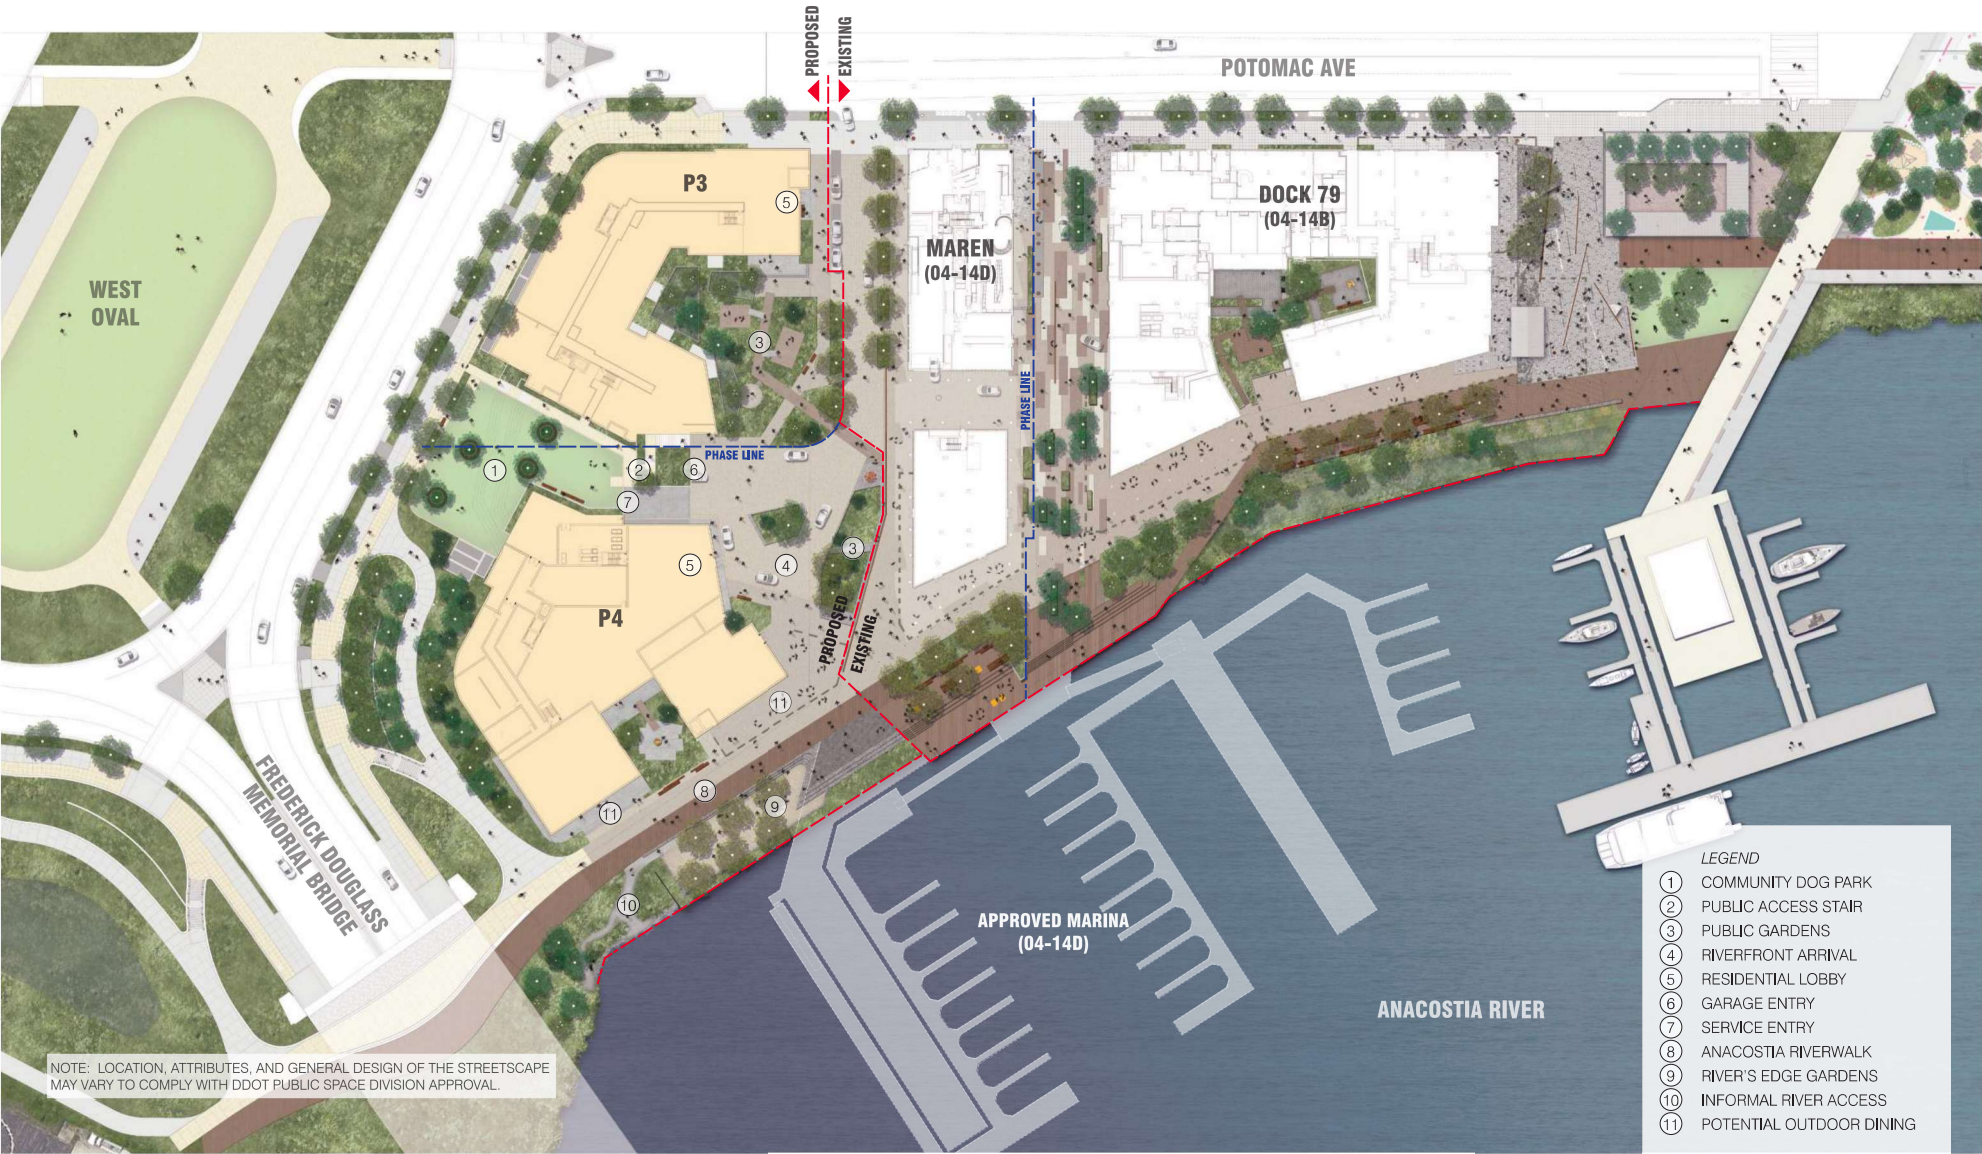 PROPOSED
EXISTING
POTOMAC AVE
P3
5
DOCK 79
(04-14B)
MAREN
(04-14D)
WEST
OVAL
3
PHASE LINE
PHASE LINE
1
2
6
7
3
5
4
P4
PROPOSED
EXISTING
11
8
9
11
FREDERICK DOUGLASS
MEMORIAL BRIDGE
10
APPROVED MARINA
(04-14D)
ANACOSTIA RIVER
LEGEND
1 COMMUNITY DOG PARK
2 PUBLIC ACCESS STAIR
3 PUBLIC GARDENS
4 RIVERFRONT ARRIVAL
5 RESIDENTIAL LOBBY
6 GARAGE ENTRY
7 SERVICE ENTRY
8 ANACOSTIA RIVERWALK
9 RIVER'S EDGE GARDENS
10 INFORMAL RIVER ACCESS
11 POTENTIAL OUTDOOR DINING
NOTE: LOCATION, ATTRIBUTES, AND GENERAL DESIGN OF THE STREETSCAPE
MAY VARY TO COMPLY WITH DDOT PUBLIC SPACE DIVISION APPROVAL.